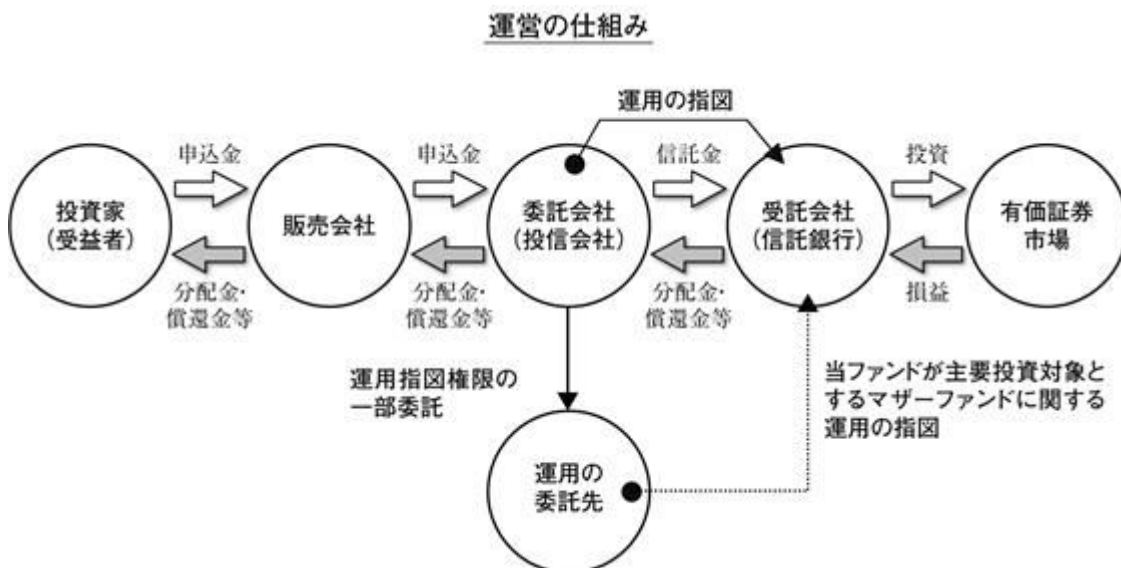 運営の仕組み
運用の指図
申込金
申込金
信託金
投資
投資家
(受益者)
販売会社
委託会社
(投信会社)
受託会社
(信託銀行)
有価証券
市場
分配金・
償還金等
分配金・
償還金等
分配金・
償還金等
損益
運用指図権限の
一部委託
当ファンドが主要投資対象と
するマザーファンドに関する
運用の指図
運用の
委託先